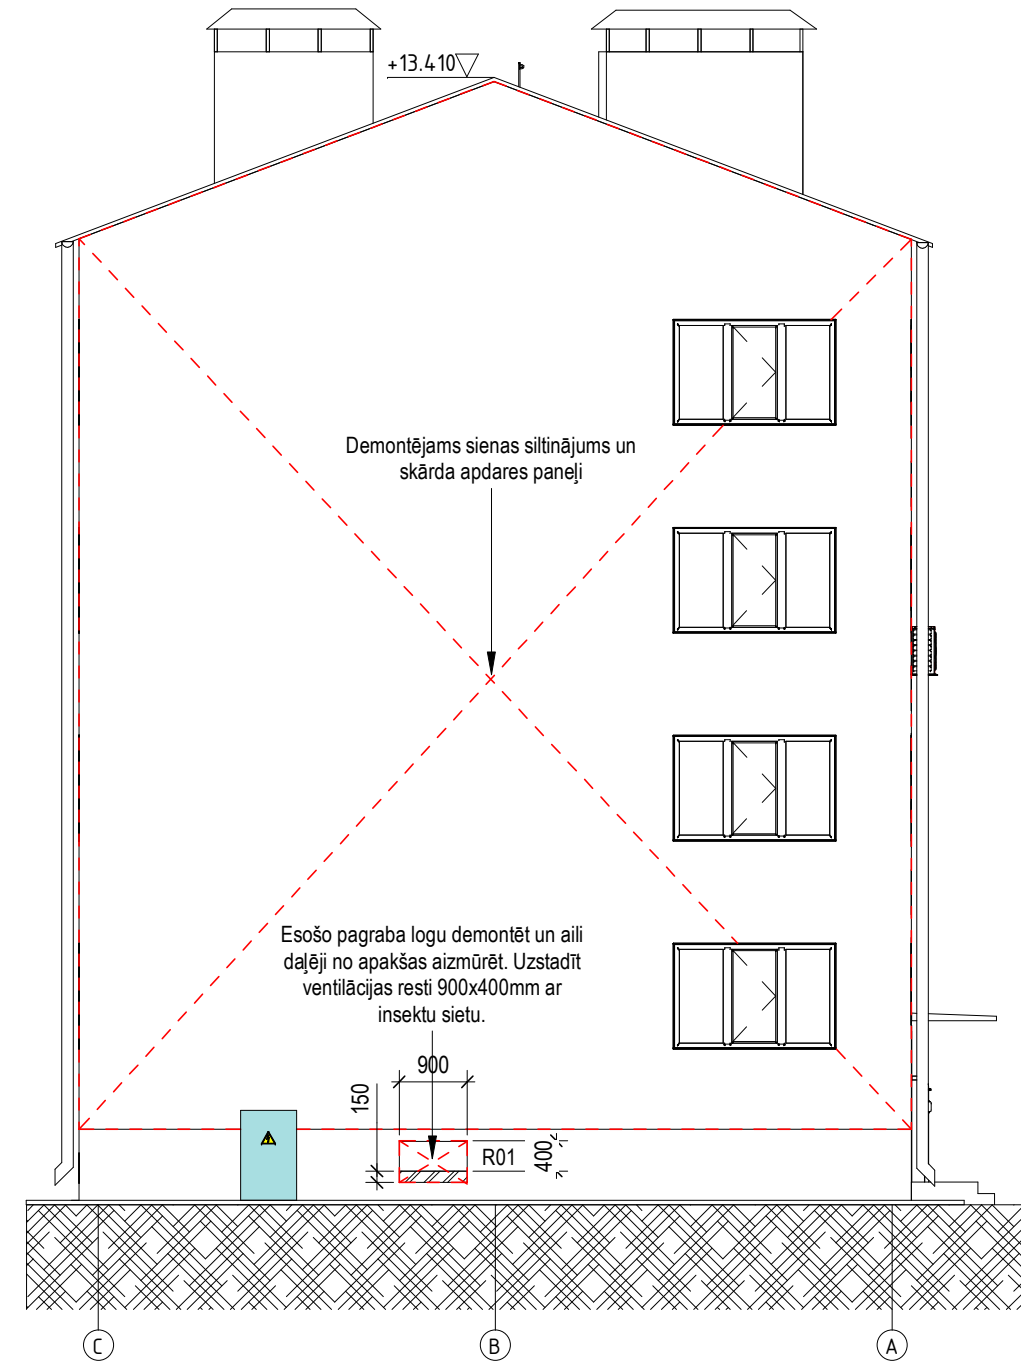 +13.410
Demontējams sienas siltinājums un
skārda apdares paneļi
Esošo pagraba logu demontēt un aili
daļēji no apakšas aizmūrēt. Uzstadīt
ventilācijas resti 900x400mm ar
insektu sietu.
900
150
R01
400
C
B
A